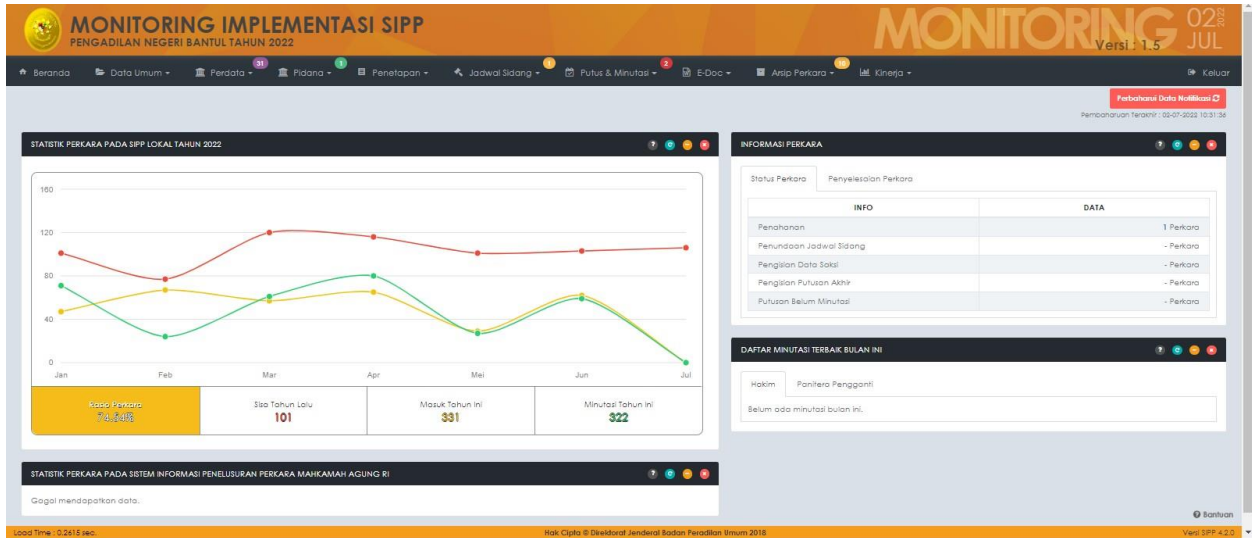 MONITORING IMPLEMENTASI SIPP
PENGADILAN NEGERI BANTUL TAHUN 2022
MONITORING
Versi : 1.5
02 2022
JUL
Beranda Data Umum Perdata 31 Pidana 1 Penetapan Jadwal Sidang 1 Putus & Minutasi 2 E-Doc Arsip Perkara 10 Kinerja Keluar
Perbaharui Data Notifikasi
Pembaharuan Terakhir : 02-07-2022 10:31:36
STATISTIK PERKARA PADA SIPP LOKAL TAHUN 2022
160
120
80
40
0
Jan Feb Mar Apr Mei Jun Jul
Rasio Perkara
74.54%
Sisa Tahun Lalu
101
Masuk Tahun Ini
331
Minutasi Tahun Ini
322
STATISTIK PERKARA PADA SISTEM INFORMASI PENELUSURAN PERKARA MAHKAMAH AGUNG RI
Gagal mendapatkan data.
INFORMASI PERKARA
Status Perkara Penyelesaian Perkara
INFO DATA
Penahanan 1 Perkara
Penundaan Jadwal Sidang - Perkara
Pengisian Data Saksi - Perkara
Pengisian Putusan Akhir - Perkara
Putusan Belum Minutasi - Perkara
DAFTAR MINUTASI TERBAIK BULAN INI
Hakim Panitera Pengganti
Belum ada minutasi bulan ini.
Bantuan
Load Time : 0.2615 sec.
Hak Cipta © Direktorat Jenderal Badan Peradilan Umum 2018
Versi SIPP 4.2.0